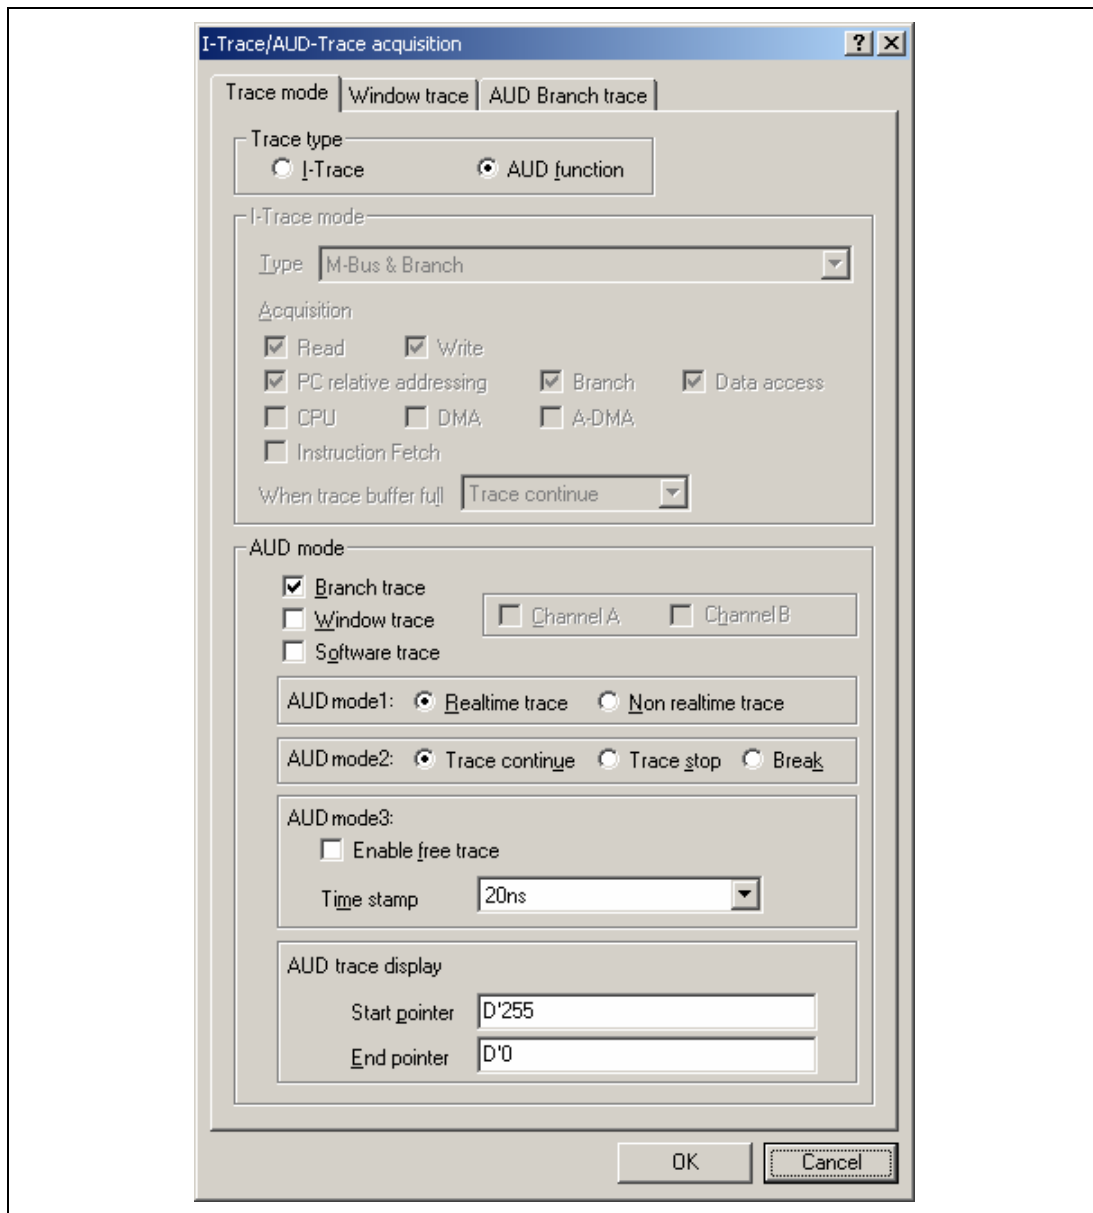 I-Trace/AUD-Trace acquisition
Trace mode Window trace AUD Branch trace
Trace type
I-Trace AUD function
I-Trace mode
Type M-Bus & Branch
Acquisition
Read Write
PC relative addressing Branch Data access
CPU DMA A-DMA
Instruction Fetch
When trace buffer full Trace continue
AUD mode
Branch trace
Window trace Channel A Channel B
Software trace
AUD mode1: Realtime trace Non realtime trace
AUD mode2: Trace continue Trace stop Break
AUD mode3:
Enable free trace
Time stamp 20ns
AUD trace display
Start pointer D'255
End pointer D'0
OK Cancel